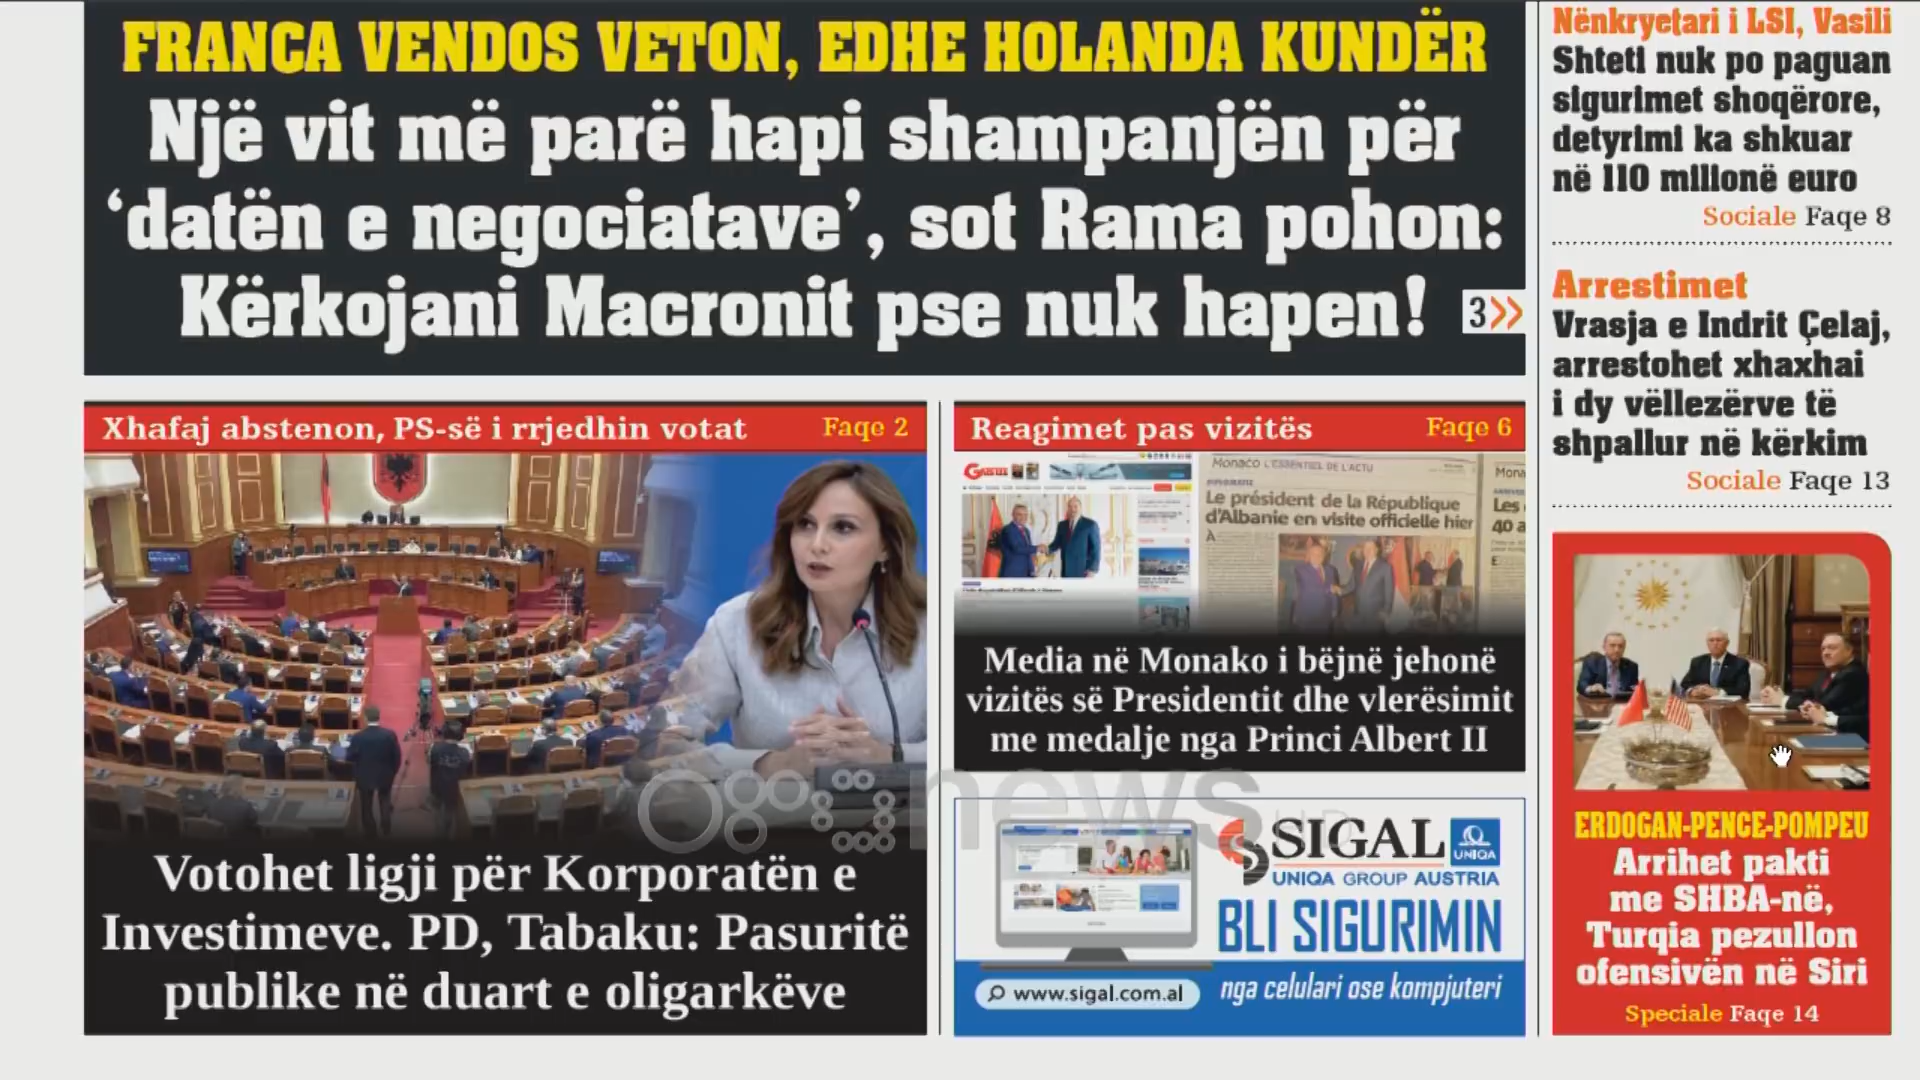 FRANCA VENDOS VETON, EDHE HOLANDA KUNDËR
Një vit më parë hapi shampanjën për
‘datën e negociatave’, sot Rama pohon:
Kërkojani Macronit pse nuk hapen!
3
Xhafaj abstenon, PS-së i rrjedhin votat Faqe 2
Votohet ligji për Korporatën e
Investimeve. PD, Tabaku: Pasuritë
publike në duart e oligarkëve
Reagimet pas vizitës Faqe 6
Monaco L'ESSENTIEL DE L'ACTU
Le président de la République
d'Albanie en visite officielle hier
Les
40 a
Media në Monako i bëjnë jehonë
vizitës së Presidentit dhe vlerësimit
me medalje nga Princi Albert II
news
SIGAL
UNIQA
UNIQA GROUP AUSTRIA
BLI SIGURIMIN
www.sigal.com.al
nga celulari ose kompjuteri
Nënkryetari i LSI, Vasili
Shteti nuk po paguan
sigurimet shoqërore,
detyrimi ka shkuar
në 110 milionë euro
Sociale Faqe 8
Arrestimet
Vrasja e Indrit Çelaj,
arrestohet xhaxhai
i dy vëllezërve të
shpallur në kërkim
Sociale Faqe 13
ERDOGAN-PENCE-POMPEU
Arrihet pakti
me SHBA-në,
Turqia pezullon
ofensivën në Siri
Speciale Faqe 14